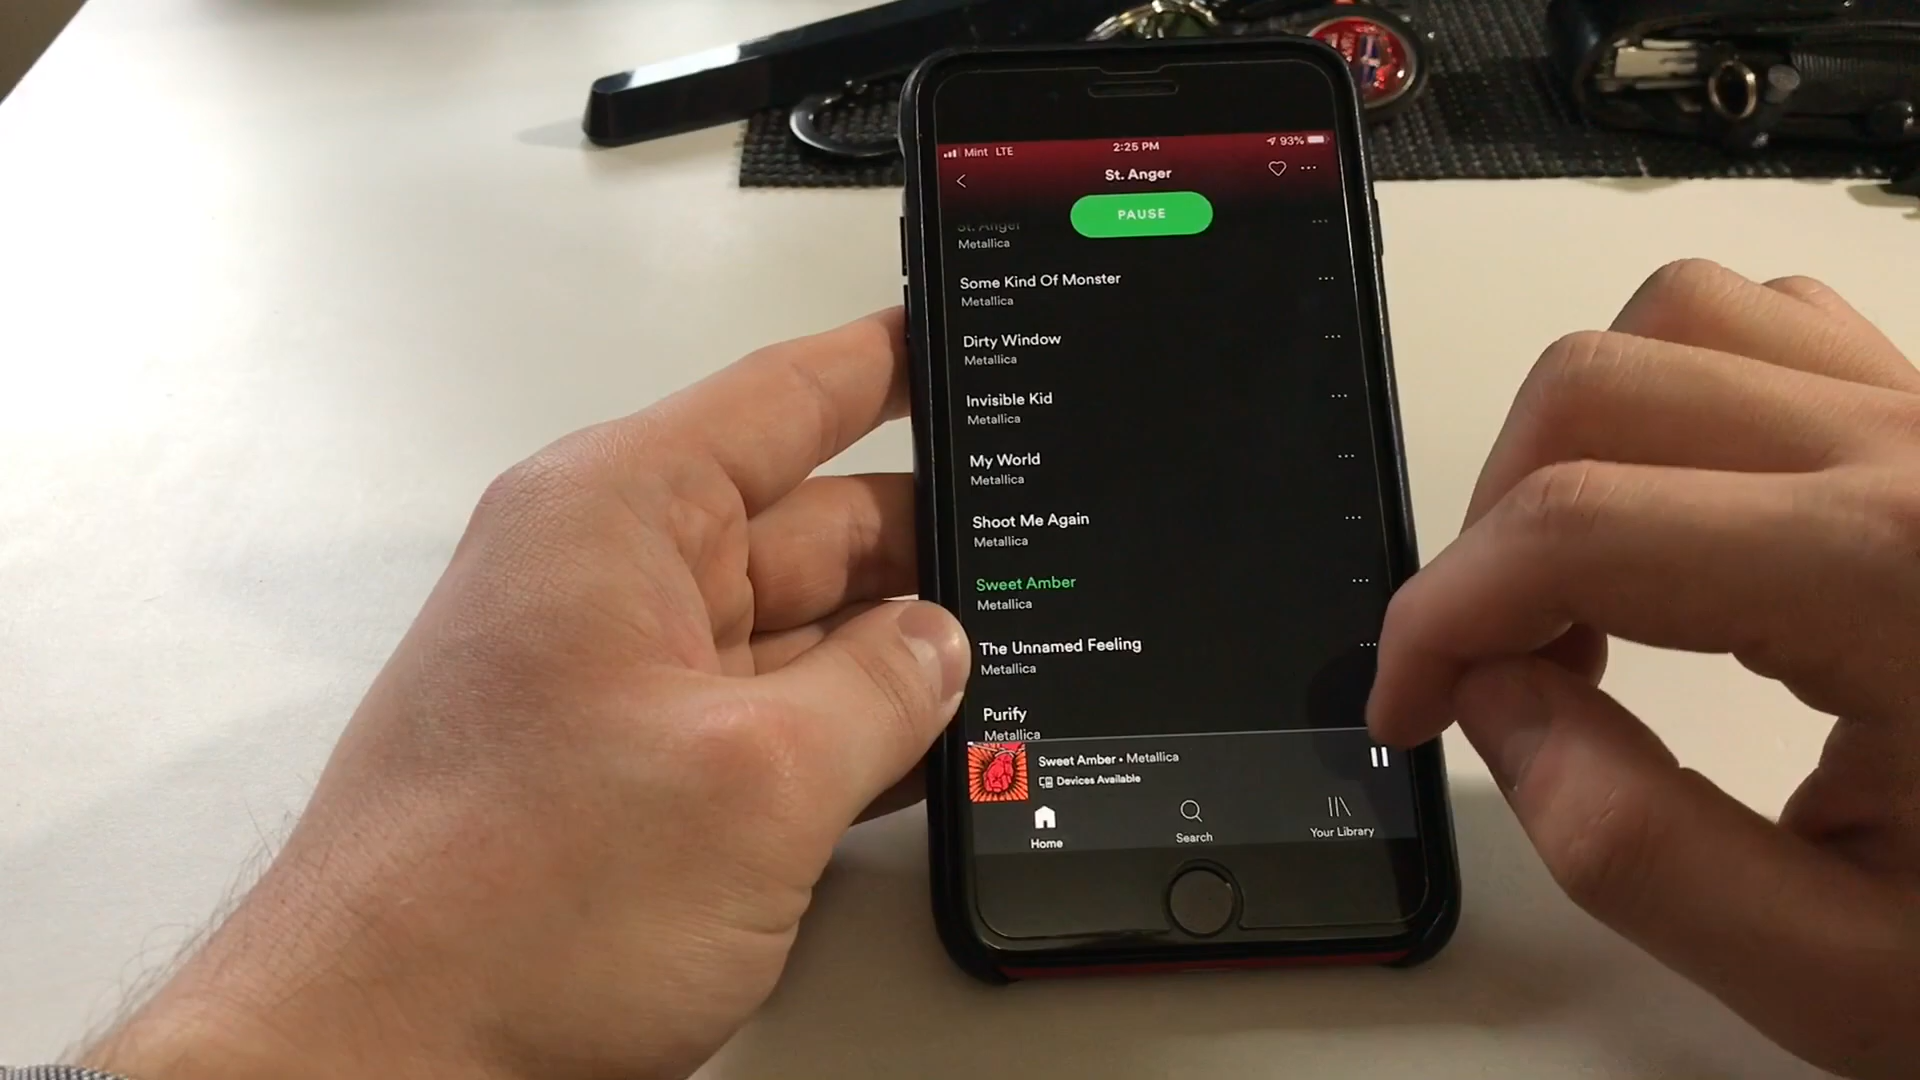 Mint LTE
2:25 PM
93%
St. Anger
PAUSE
St. Anger
Metallica
Some Kind Of Monster
Metallica
Dirty Window
Metallica
Invisible Kid
Metallica
My World
Metallica
Shoot Me Again
Metallica
Sweet Amber
Metallica
The Unnamed Feeling
Metallica
Purify
Metallica
Sweet Amber • Metallica
Devices Available
Home
Search
Your Library